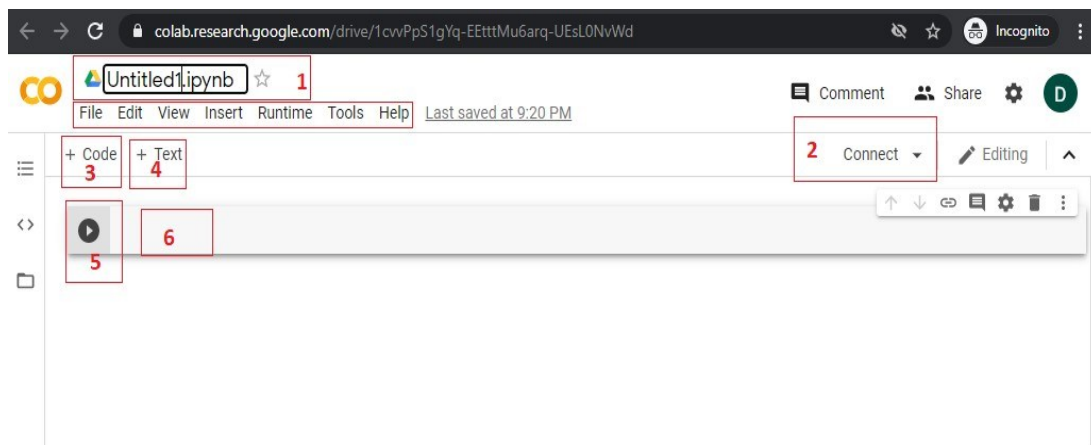 colab.research.google.com/drive/1cvvPpS1gYq-EEtttMu6arq-UEsL0NvWd Incognito
Untitled1.ipynb 1
Comment Share D
File Edit View Insert Runtime Tools Help Last saved at 9:20 PM
+ Code + Text 2 Connect Editing
3 4
6
5